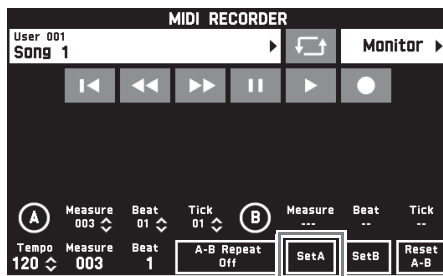 MIDI RECORDER
User 001
Song 1
Monitor
A Measure Beat Tick B Measure Beat Tick
003 01 01 --- -- --
Tempo Measure Beat A-B Repeat SetA SetB Reset
120 003 1 Off A-B